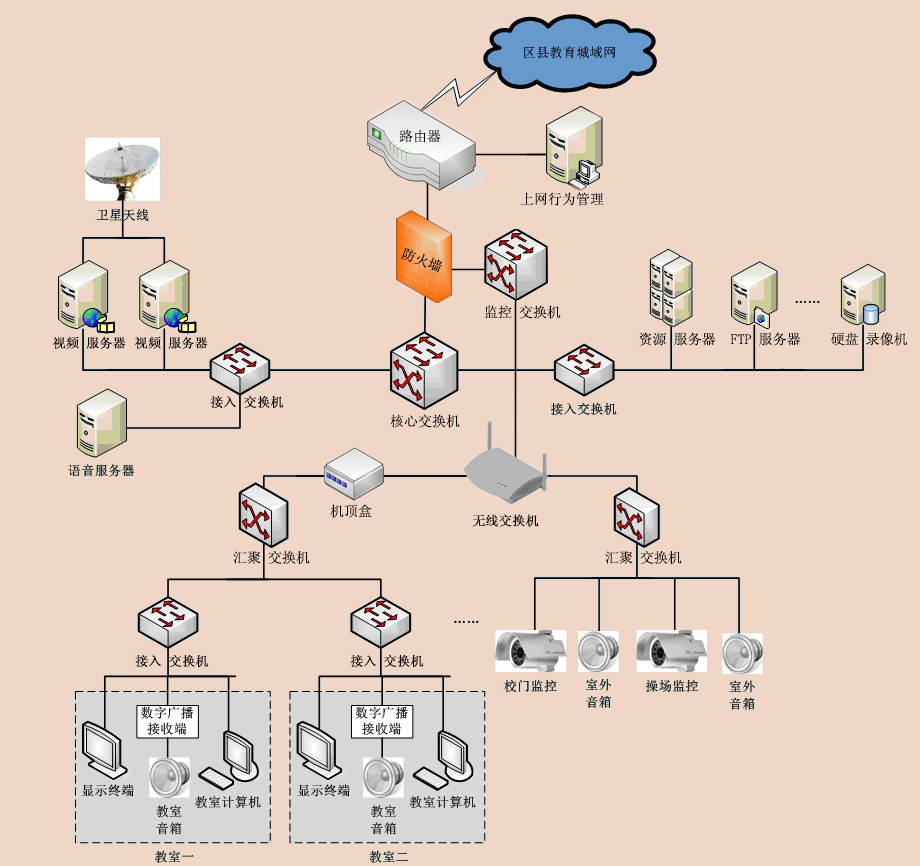 区县教育城域网
路由器
上网行为管理
卫星天线
防火墙
监控 交换机
视频 服务器
视频 服务器
资源 服务器
FTP 服务器
……
硬盘 录像机
接入 交换机
核心交换机
接入交换机
语音服务器
机顶盒
无线交换机
汇聚 交换机
汇聚 交换机
接入 交换机
接入 交换机
……
校门监控
室外
音箱
操场监控
室外
音箱
数字广播
接收端
显示终端
教室
音箱
教室计算机
教室一
数字广播
接收端
显示终端
教室
音箱
教室计算机
教室二